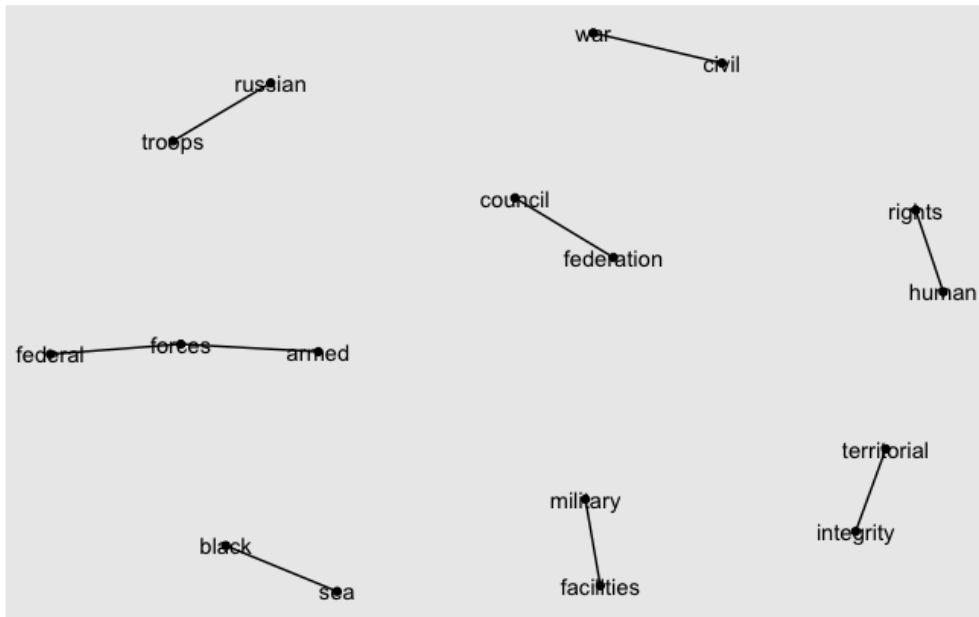 war
civil
russian
troops
council
federation
rights
human
federal forces armed
territorial
military
integrity
black
facilities
sea